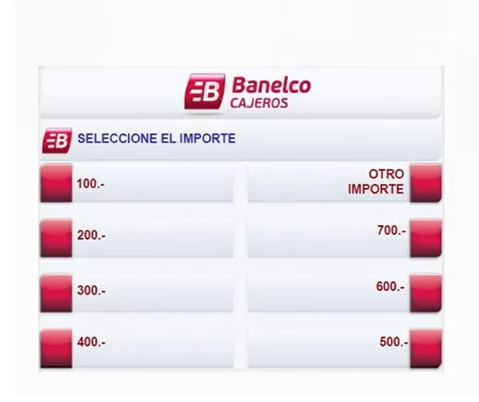 Banelco
CAJEROS
SELECCIONE EL IMPORTE
100.-
OTRO
IMPORTE
200.-
700.-
300.-
600.-
400.-
500.-